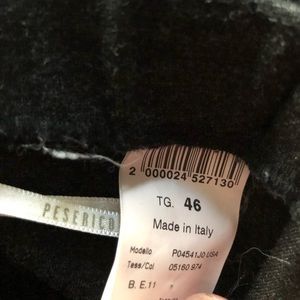 2 000024 527130
TG. 46
Made in Italy
PESERICO
Modello P04541J0 USA
Tess/Col 05160 974
B.E.11